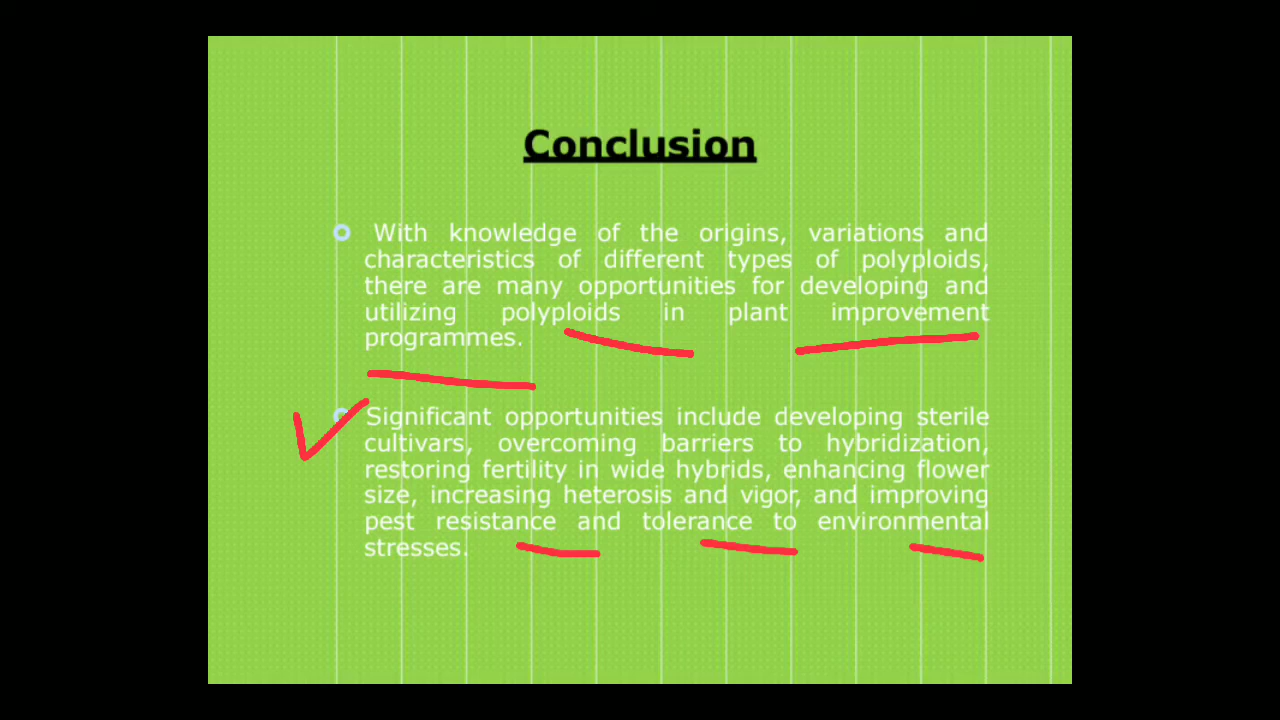 Conclusion
With knowledge of the origins, variations and
characteristics of different types of polyploids,
there are many opportunities for developing and
utilizing polyploids in plant improvement
programmes.
Significant opportunities include developing sterile
cultivars, overcoming barriers to hybridization,
restoring fertility in wide hybrids, enhancing flower
size, increasing heterosis and vigor, and improving
pest resistance and tolerance to environmental
stresses.